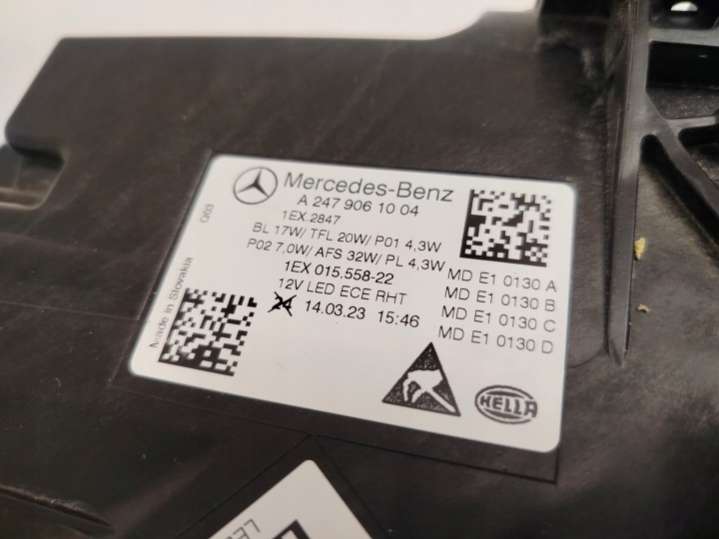 Mercedes-Benz
A 247 906 10 04
1EX 2847
BL 17W/ TFL 20W/ P01 4,3W
P02 7,0W/ AFS 32W/ PL 4,3W
1EX 015.558-22
12V LED ECE RHT
14.03.23 15:46
MD E1 0130 A
MD E1 0130 B
MD E1 0130 C
MD E1 0130 D
Made in Slovakia
G03
HELLA